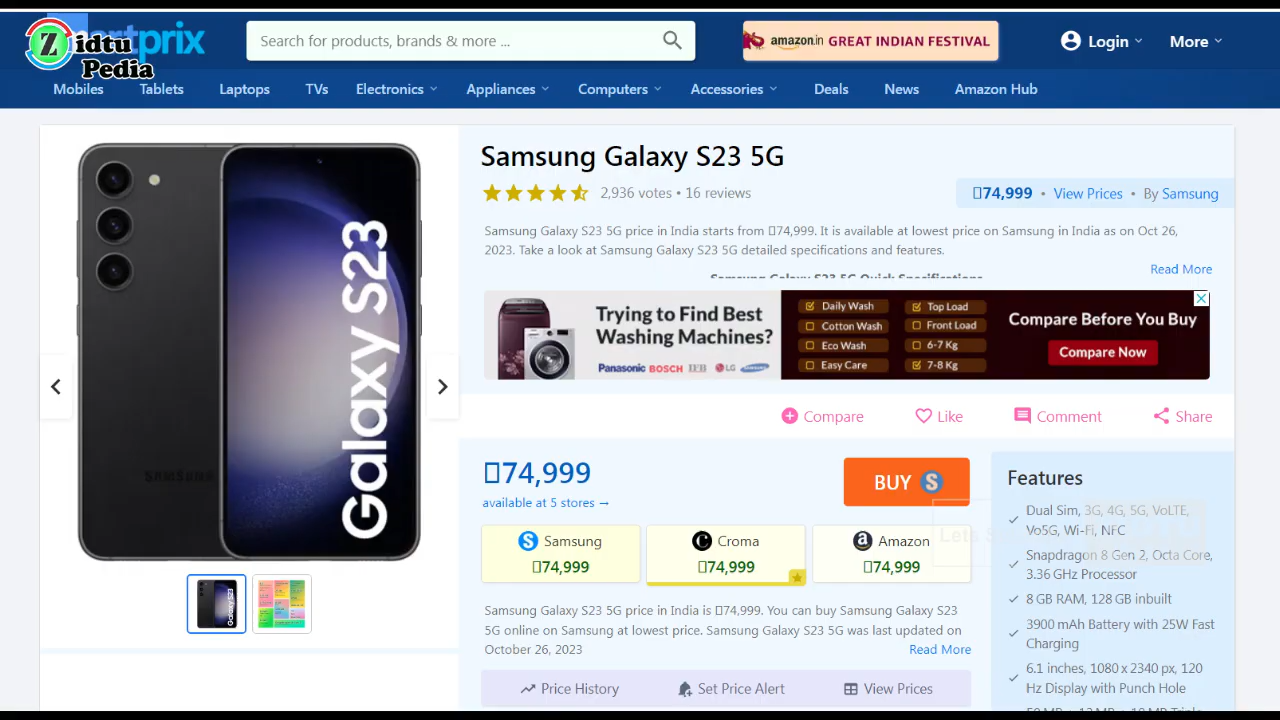 Zidtu
Pedia
prix
Search for products, brands & more ...
amazon.in GREAT INDIAN FESTIVAL
Login
More
Mobiles
Tablets
Laptops
TVs
Electronics
Appliances
Computers
Accessories
Deals
News
Amazon Hub
Samsung Galaxy S23 5G
2,936 votes • 16 reviews
▯74,999 • View Prices • By Samsung
Samsung Galaxy S23 5G price in India starts from ▯74,999. It is available at lowest price on Samsung in India as on Oct 26,
2023. Take a look at Samsung Galaxy S23 5G detailed specifications and features.
Samsung Galaxy S23 5G Quick Specifications
Read More
Trying to Find Best
Washing Machines?
Panasonic BOSCH IFB LG SAMSUNG
Daily Wash
Cotton Wash
Eco Wash
Easy Care
Top Load
Front Load
6-7 Kg
7-8 Kg
Compare Before You Buy
Compare Now
Galaxy S23
SAMSUNG
Compare
Like
Comment
Share
▯74,999
available at 5 stores →
BUY S
S Samsung
▯74,999
C Croma
▯74,999
a Amazon
▯74,999
Samsung Galaxy S23 5G price in India is ▯74,999. You can buy Samsung Galaxy S23
5G online on Samsung at lowest price. Samsung Galaxy S23 5G was last updated on
October 26, 2023
Read More
Price History
Set Price Alert
View Prices
Features
Dual Sim, 3G, 4G, 5G, VoLTE,
Vo5G, Wi-Fi, NFC
Snapdragon 8 Gen 2, Octa Core,
3.36 GHz Processor
8 GB RAM, 128 GB inbuilt
3900 mAh Battery with 25W Fast
Charging
6.1 inches, 1080 x 2340 px, 120
Hz Display with Punch Hole